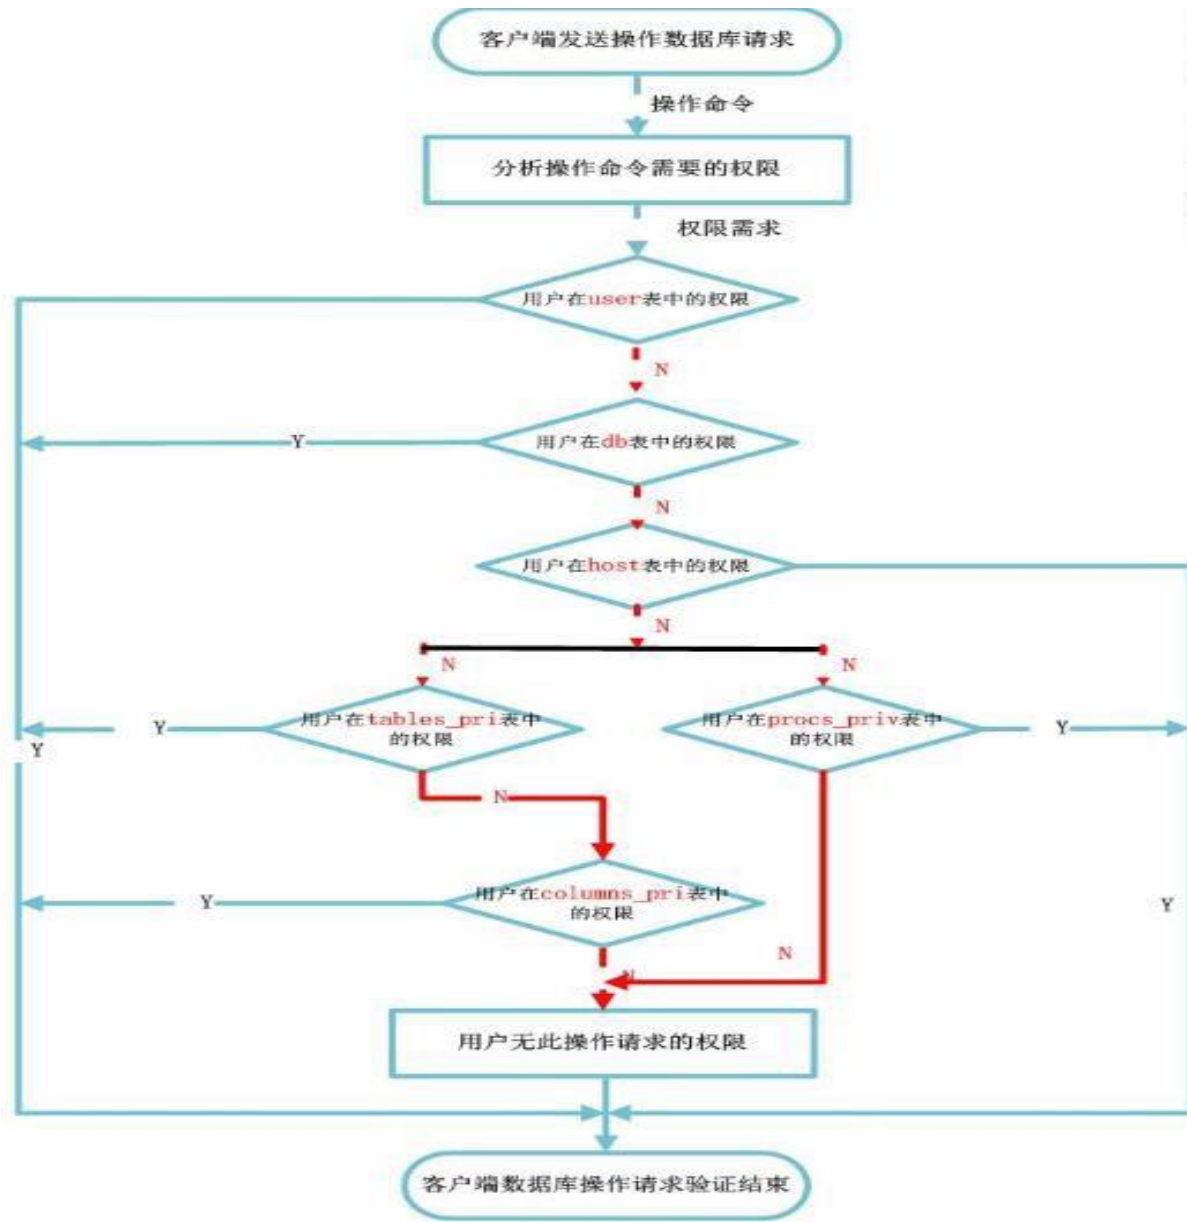 客户端发送操作数据库请求
操作命令
分析操作命令需要的权限
权限需求
用户在user表中的权限
N
Y
用户在db表中的权限
N
用户在host表中的权限
N
N
N
Y
用户在tables_pri表中
的权限
用户在procs_priv表中
的权限
Y
Y
N
Y
用户在columns_pri表中
的权限
Y
N
N
用户无此操作请求的权限
客户端数据库操作请求验证结束